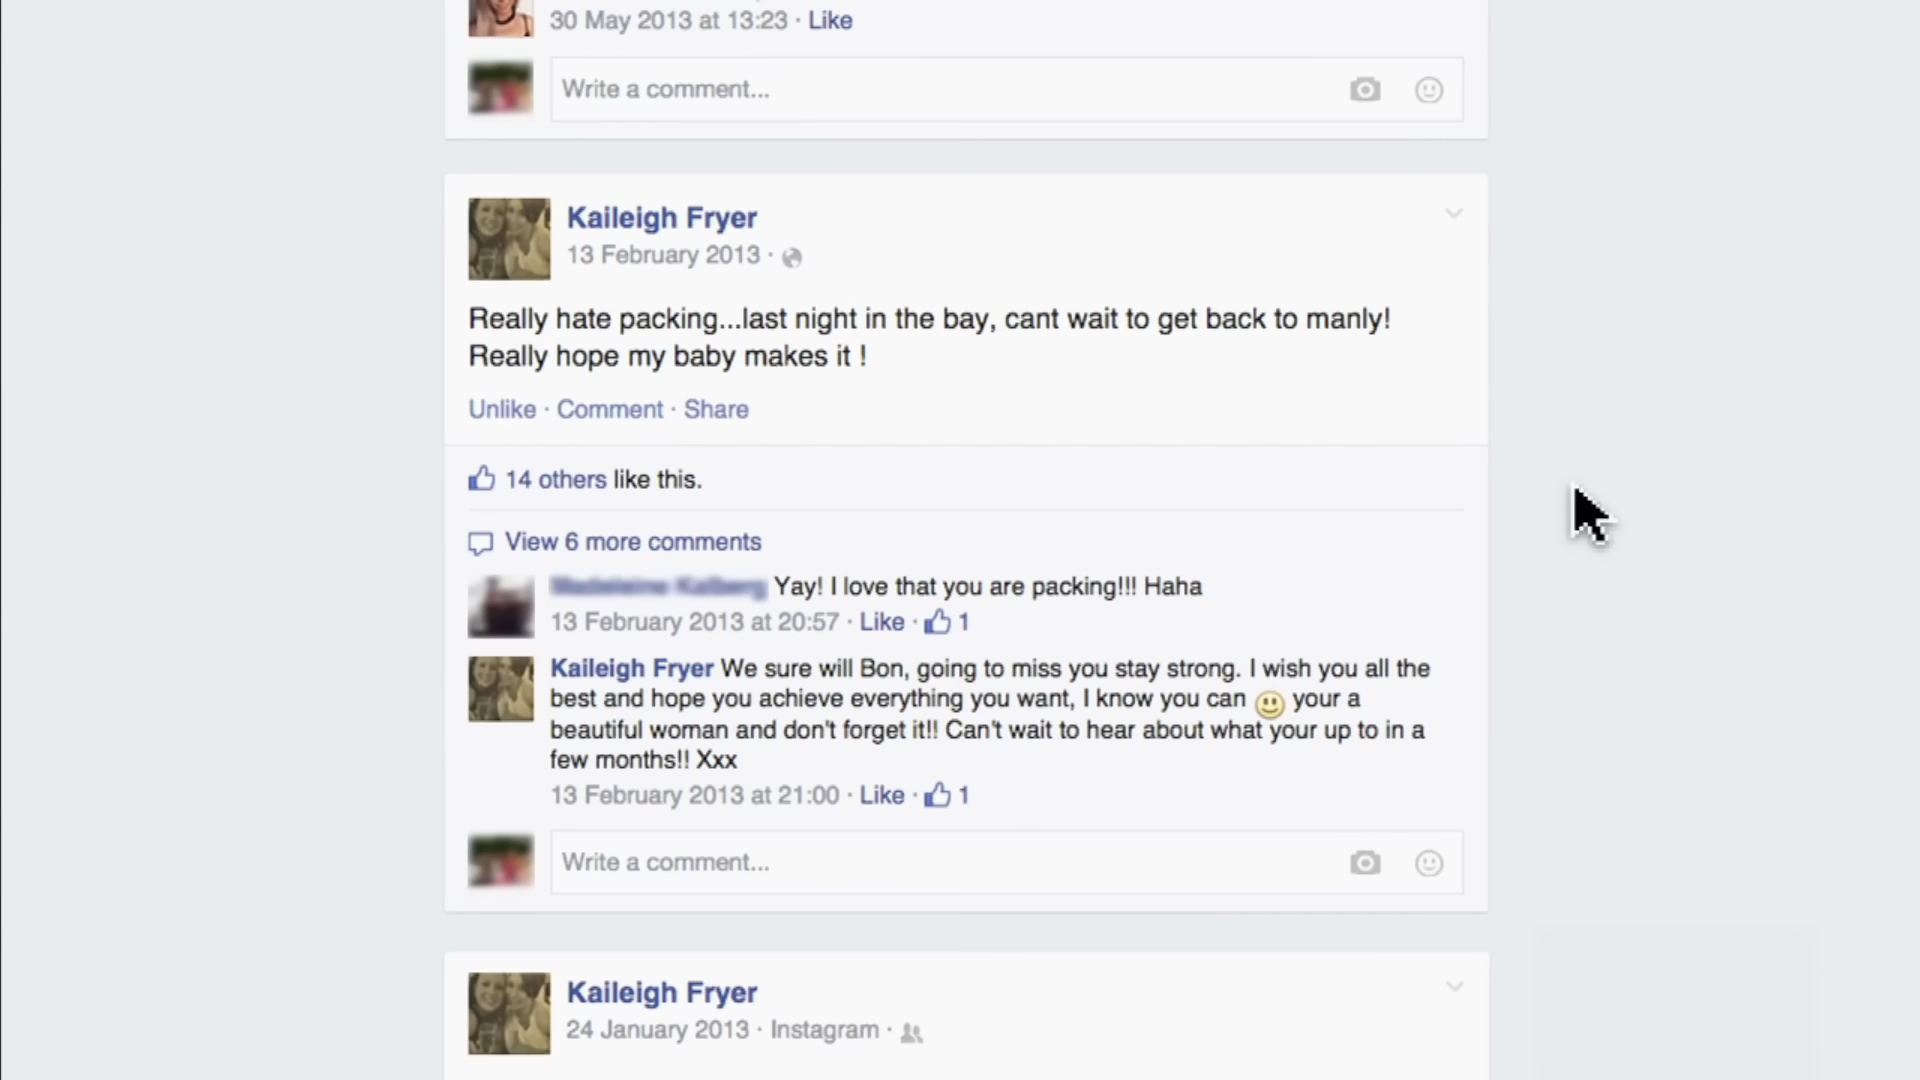 30 May 2013 at 13:23 · Like
Write a comment...
Kaileigh Fryer
13 February 2013 ·
Really hate packing...last night in the bay, cant wait to get back to manly!
Really hope my baby makes it !
Unlike · Comment · Share
14 others like this.
View 6 more comments
Yay! I love that you are packing!!! Haha
13 February 2013 at 20:57 · Like · 1
Kaileigh Fryer We sure will Bon, going to miss you stay strong. I wish you all the
best and hope you achieve everything you want, I know you can your a
beautiful woman and don't forget it!! Can't wait to hear about what your up to in a
few months!! Xxx
13 February 2013 at 21:00 · Like · 1
Write a comment...
Kaileigh Fryer
24 January 2013 · Instagram ·